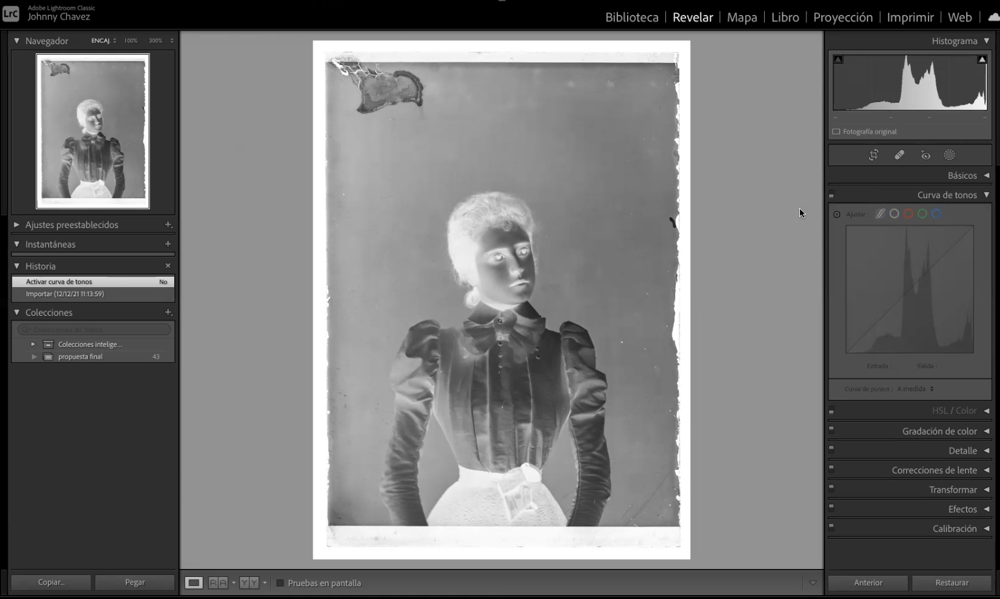 LrC
Adobe Lightroom Classic
Johnny Chavez
Biblioteca | Revelar | Mapa | Libro | Proyección | Imprimir | Web |
Navegador ENCAJ. 100% 300%
Ajustes preestablecidos
Instantáneas
Historia
Activar curva de tonos No
Importar (12/12/21 11:13:59)
Colecciones
Colecciones de filtros
Colecciones intelige...
propuesta final 43
Copiar... Pegar
R A Y Y Pruebas en pantalla
Histograma
Fotografía original
Básicos
Curva de tonos
Ajustar :
Entrada : Salida :
Curva de puntos : A medida
HSL / Color
Gradación de color
Detalle
Correcciones de lente
Transformar
Efectos
Calibración
Anterior Restaurar